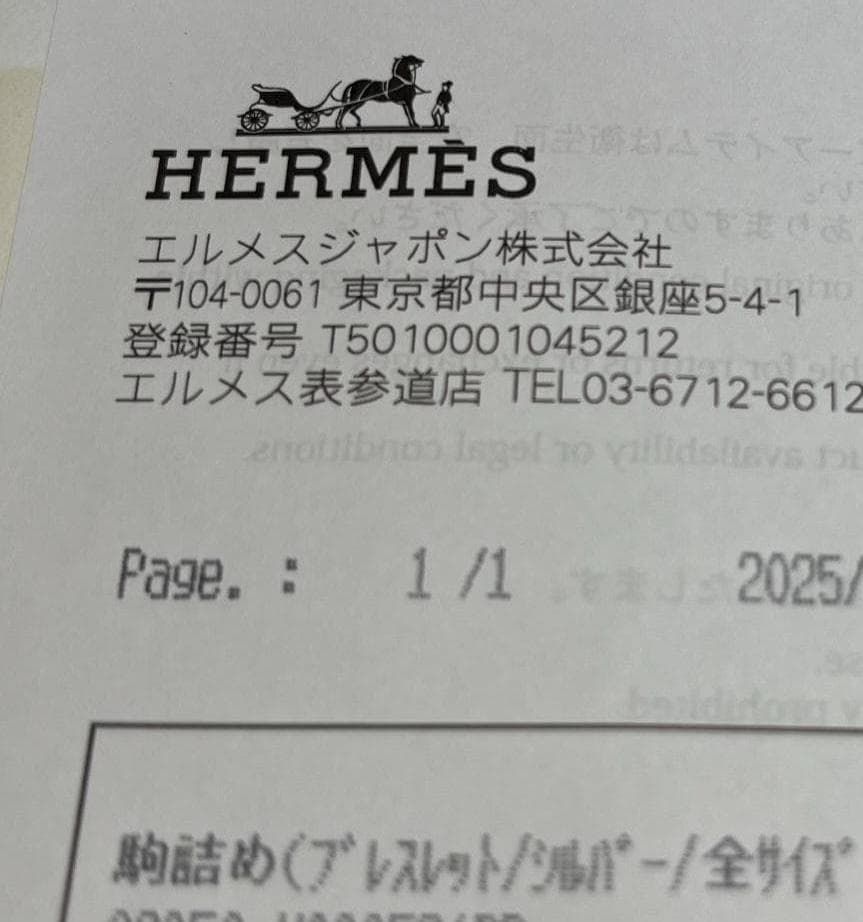 HERMÈS
エルメスジャポン株式会社
〒104-0061 東京都中央区銀座5-4-1
登録番号 T5010001045212
エルメス表参道店 TEL03-6712-6612
Page. : 1 /1 2025/
駒詰め(ブレスレット/シルバー/全サイズ